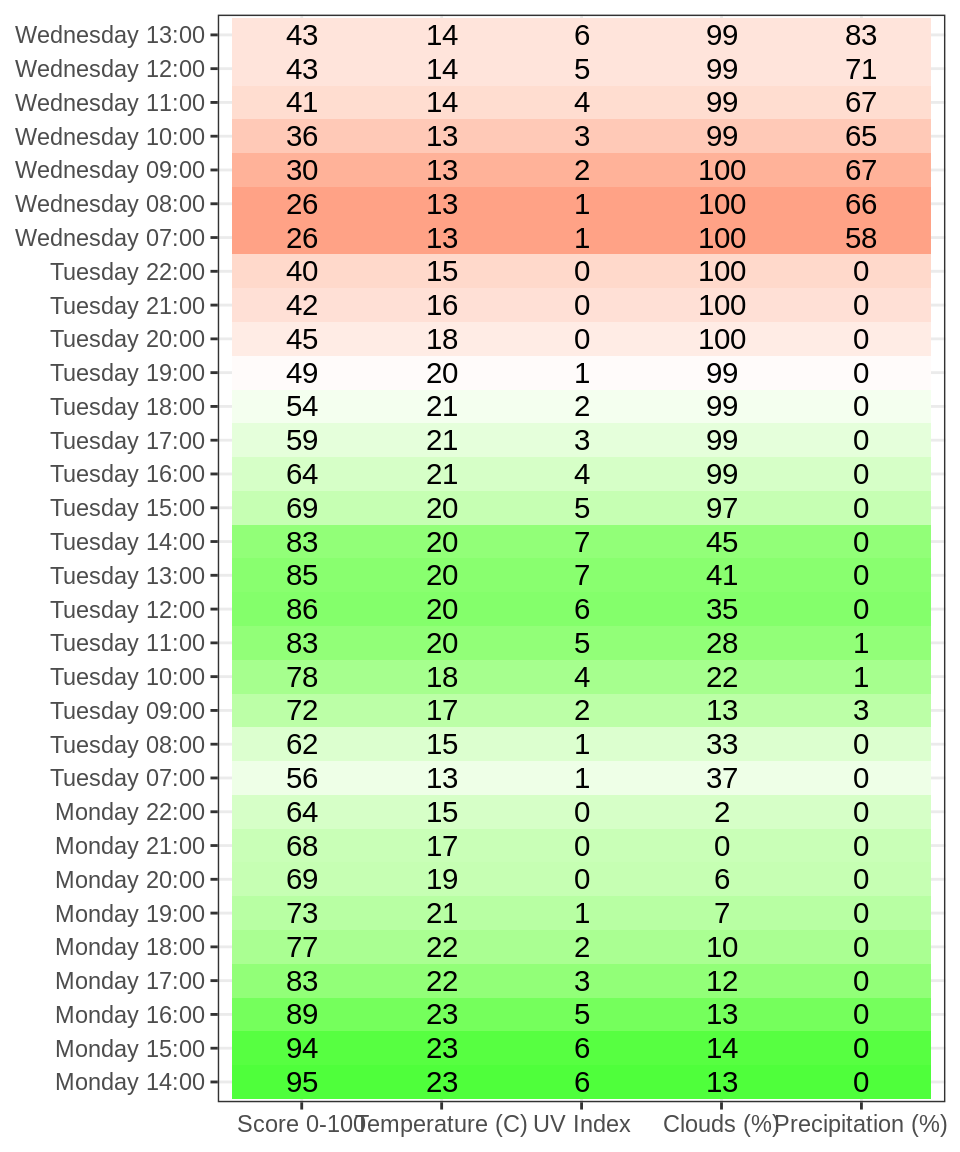 Wednesday 13:00 43 14 6 99 83
Wednesday 12:00 43 14 5 99 71
Wednesday 11:00 41 14 4 99 67
Wednesday 10:00 36 13 3 99 65
Wednesday 09:00 30 13 2 100 67
Wednesday 08:00 26 13 1 100 66
Wednesday 07:00 26 13 1 100 58
Tuesday 22:00 40 15 0 100 0
Tuesday 21:00 42 16 0 100 0
Tuesday 20:00 45 18 0 100 0
Tuesday 19:00 49 20 1 99 0
Tuesday 18:00 54 21 2 99 0
Tuesday 17:00 59 21 3 99 0
Tuesday 16:00 64 21 4 99 0
Tuesday 15:00 69 20 5 97 0
Tuesday 14:00 83 20 7 45 0
Tuesday 13:00 85 20 7 41 0
Tuesday 12:00 86 20 6 35 0
Tuesday 11:00 83 20 5 28 1
Tuesday 10:00 78 18 4 22 1
Tuesday 09:00 72 17 2 13 3
Tuesday 08:00 62 15 1 33 0
Tuesday 07:00 56 13 1 37 0
Monday 22:00 64 15 0 2 0
Monday 21:00 68 17 0 0 0
Monday 20:00 69 19 0 6 0
Monday 19:00 73 21 1 7 0
Monday 18:00 77 22 2 10 0
Monday 17:00 83 22 3 12 0
Monday 16:00 89 23 5 13 0
Monday 15:00 94 23 6 14 0
Monday 14:00 95 23 6 13 0
Score 0-100 Temperature (C) UV Index Clouds (%) Precipitation (%)